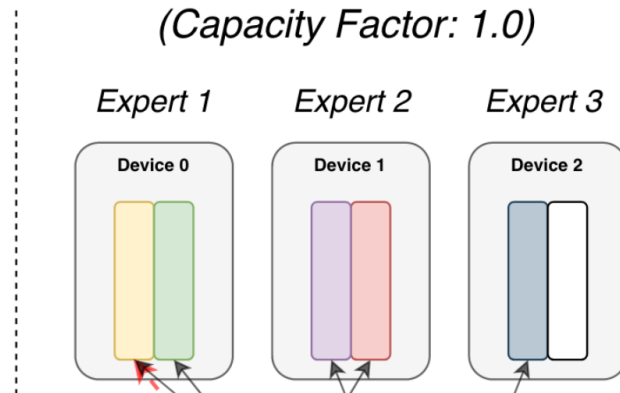 (Capacity Factor: 1.0)
Expert 1 Expert 2 Expert 3
Device 0 Device 1 Device 2